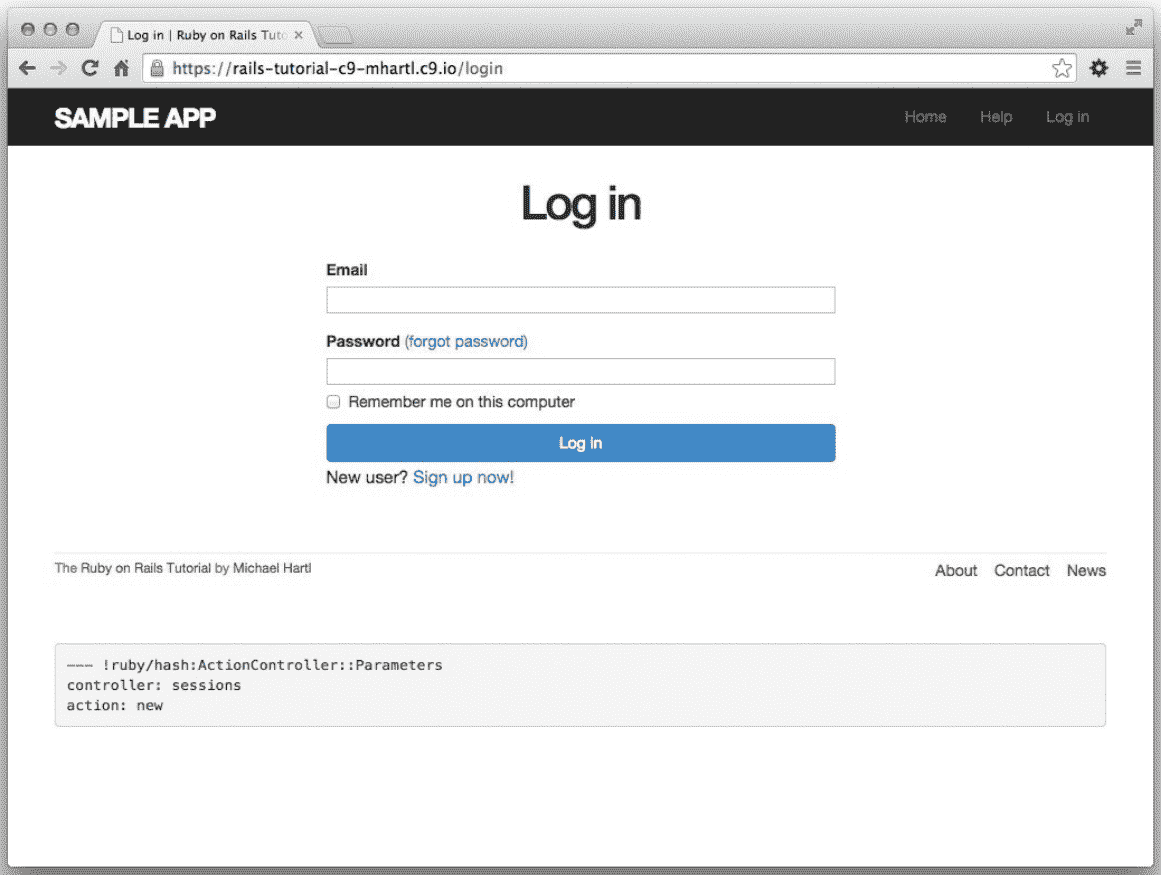 Log in | Ruby on Rails Tuto
https://rails-tutorial-c9-mhartl.c9.io/login
SAMPLE APP Home Help Log in
Log in
Email
Password (forgot password)
Remember me on this computer
Log in
New user? Sign up now!
The Ruby on Rails Tutorial by Michael Hartl About Contact News
--- !ruby/hash:ActionController::Parameters
controller: sessions
action: new